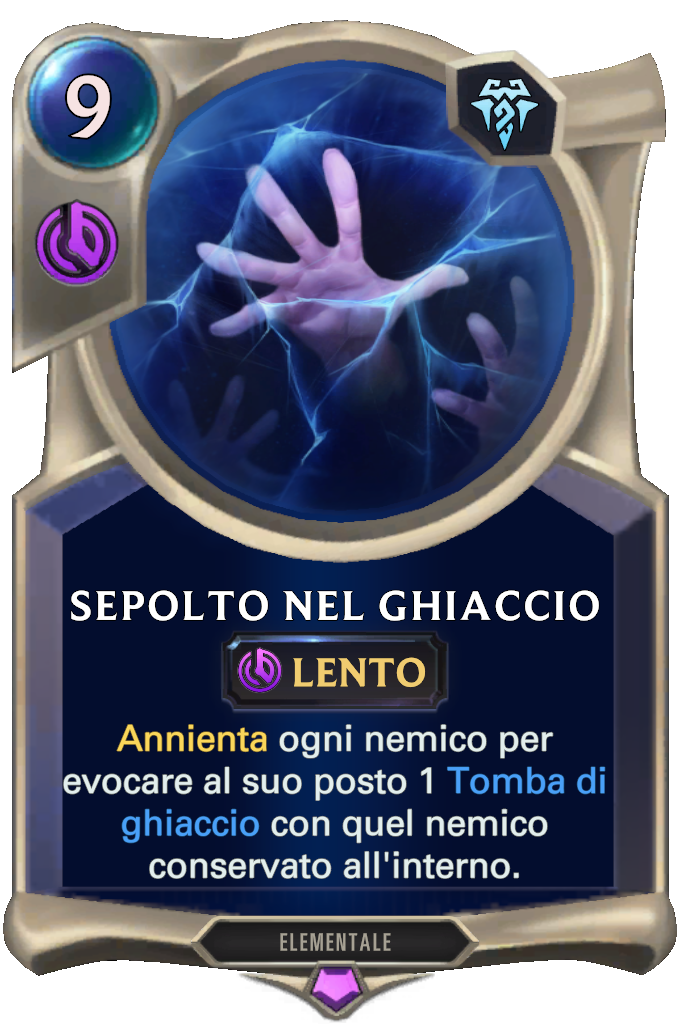 9
SEPOLTO NEL GHIACCIO
LENTO
Annienta ogni nemico per
evocare al suo posto 1 Tomba di
ghiaccio con quel nemico
conservato all'interno.
ELEMENTALE